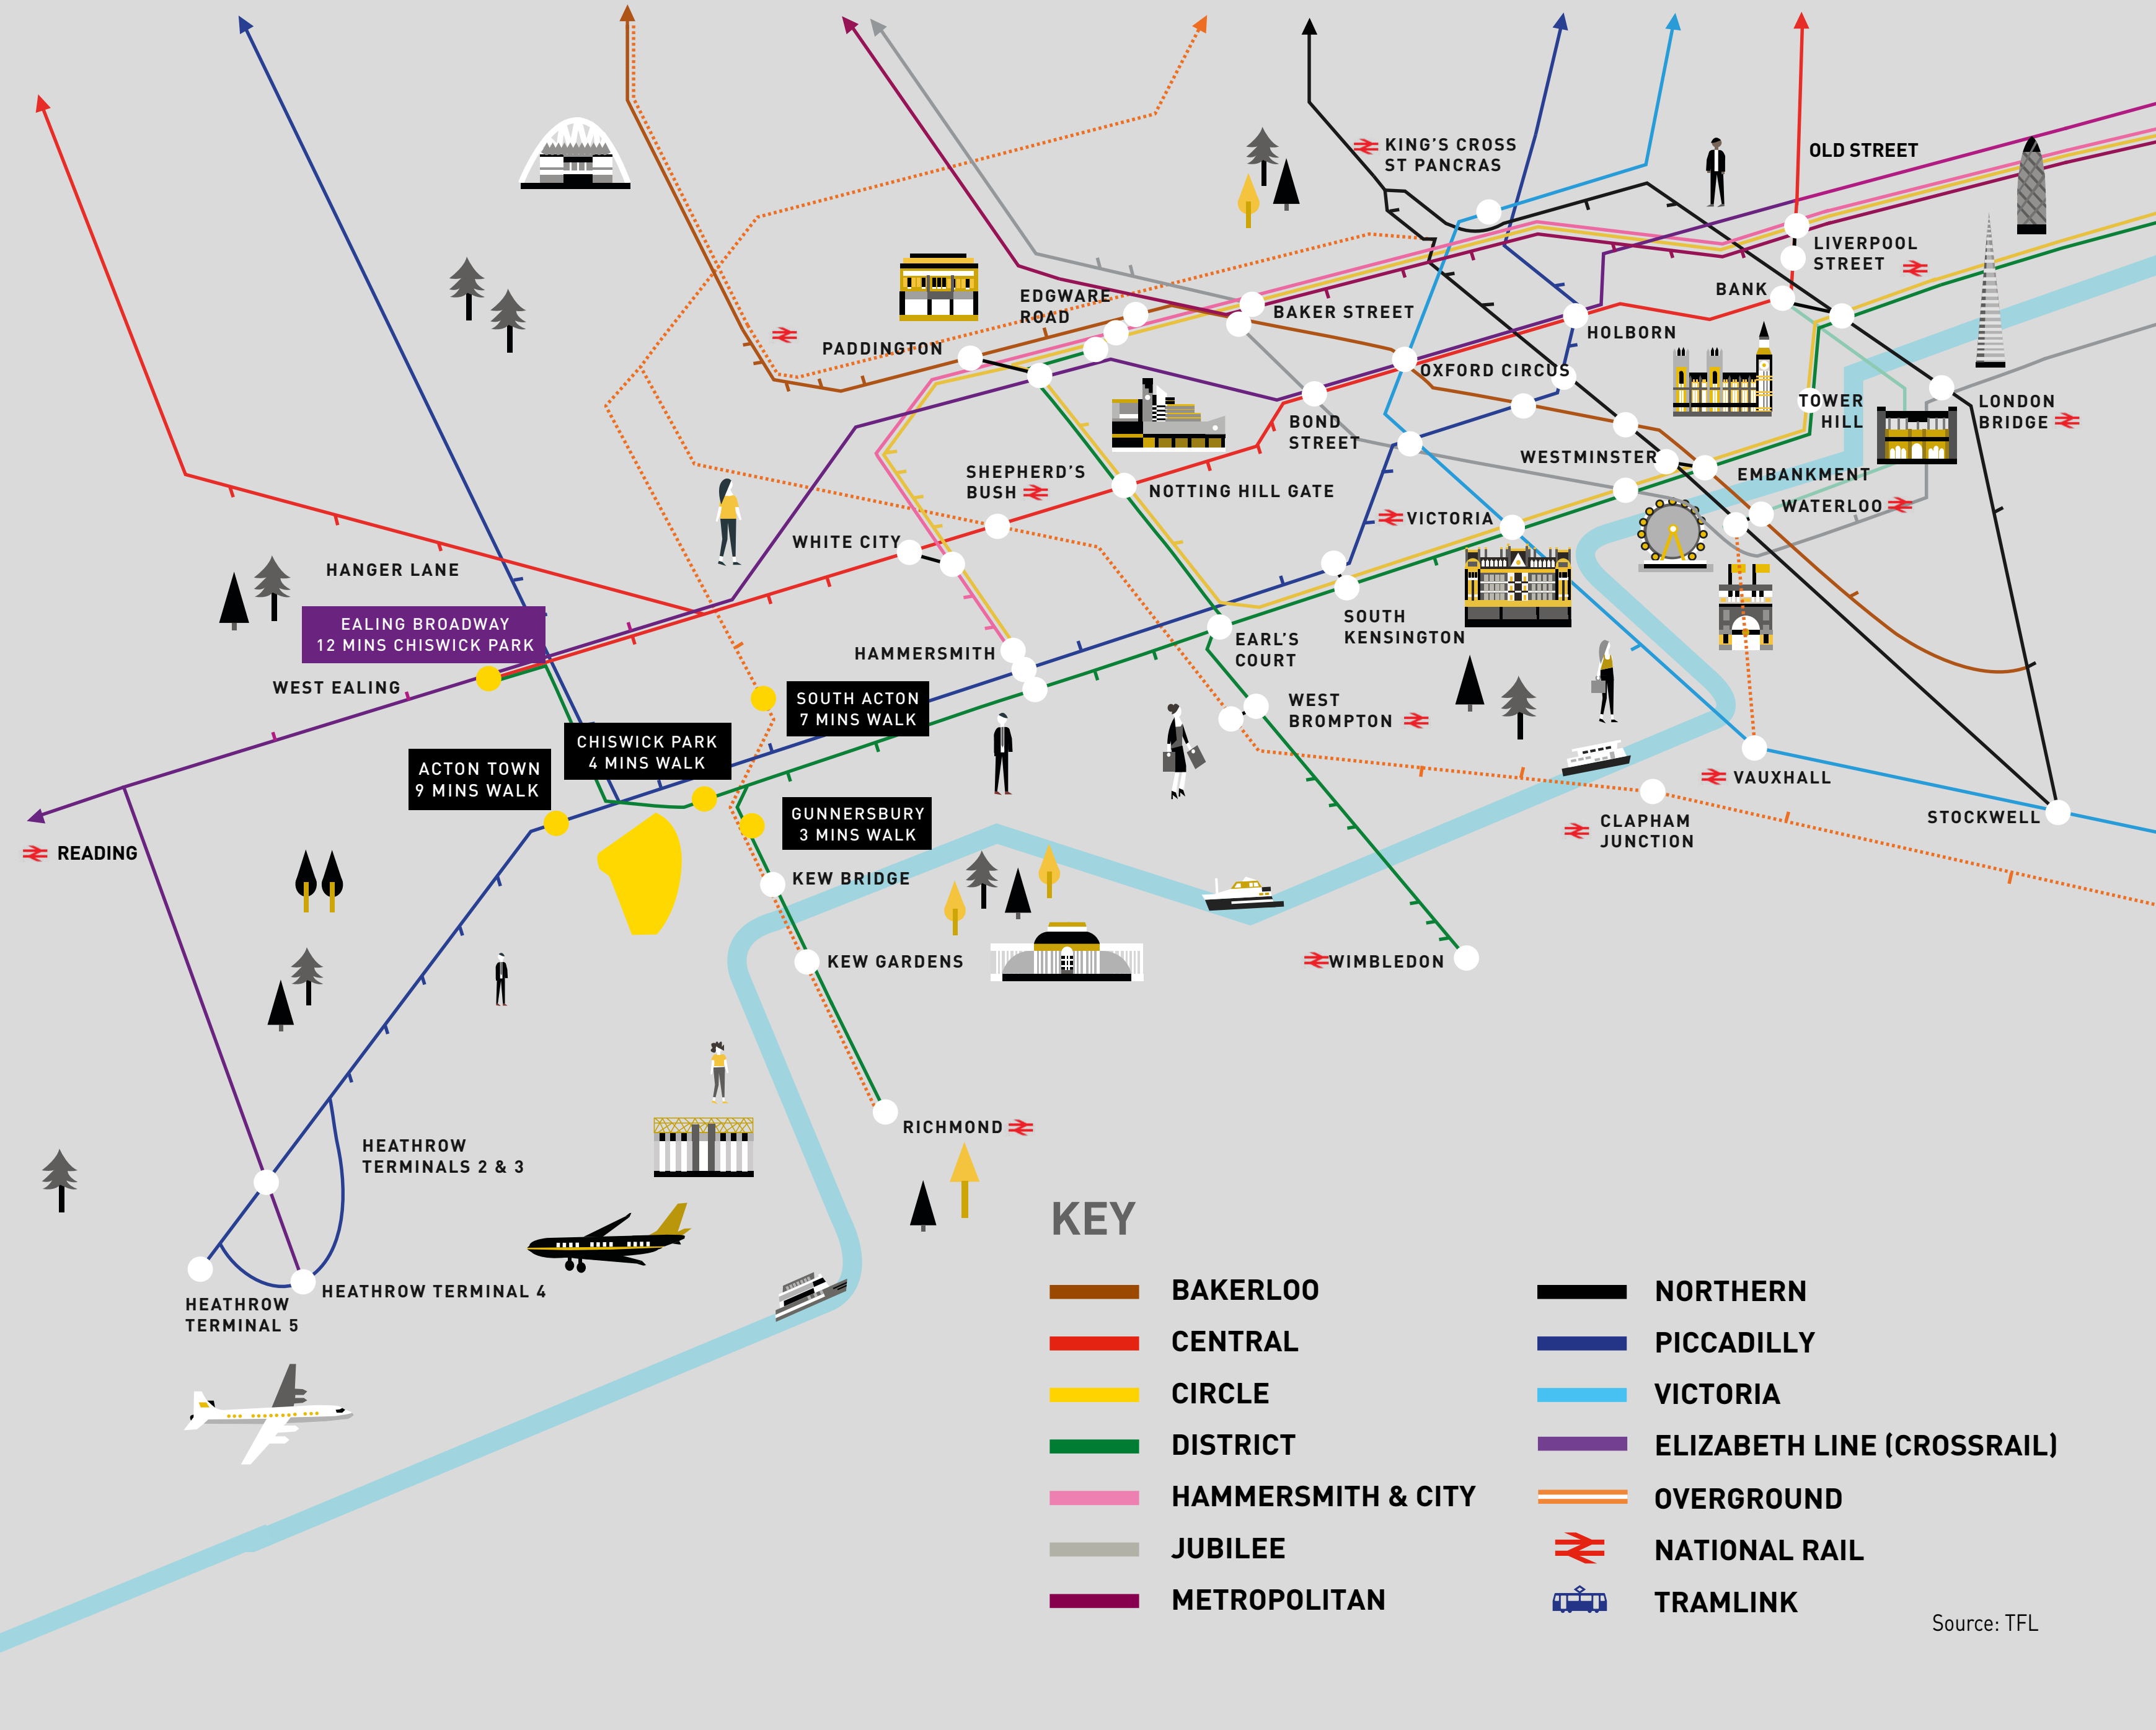 KING'S CROSS
ST PANCRAS
OLD STREET
LIVERPOOL
STREET
BANK
EDGWARE
ROAD
BAKER STREET
HOLBORN
PADDINGTON
OXFORD CIRCUS
TOWER
HILL
LONDON
BRIDGE
BOND
STREET
WESTMINSTER
EMBANKMENT
SHEPHERD'S
BUSH
NOTTING HILL GATE
WATERLOO
VICTORIA
WHITE CITY
HANGER LANE
EALING BROADWAY
12 MINS CHISWICK PARK
SOUTH
KENSINGTON
EARL'S
COURT
HAMMERSMITH
WEST EALING
SOUTH ACTON
7 MINS WALK
WEST
BROMPTON
CHISWICK PARK
4 MINS WALK
ACTON TOWN
9 MINS WALK
VAUXHALL
GUNNERSBURY
3 MINS WALK
CLAPHAM
JUNCTION
STOCKWELL
READING
KEW BRIDGE
KEW GARDENS
WIMBLEDON
RICHMOND
HEATHROW
TERMINALS 2 & 3
HEATHROW TERMINAL 4
HEATHROW
TERMINAL 5
KEY
BAKERLOO
CENTRAL
CIRCLE
DISTRICT
HAMMERSMITH & CITY
JUBILEE
METROPOLITAN
NORTHERN
PICCADILLY
VICTORIA
ELIZABETH LINE (CROSSRAIL)
OVERGROUND
NATIONAL RAIL
TRAMLINK
Source: TFL